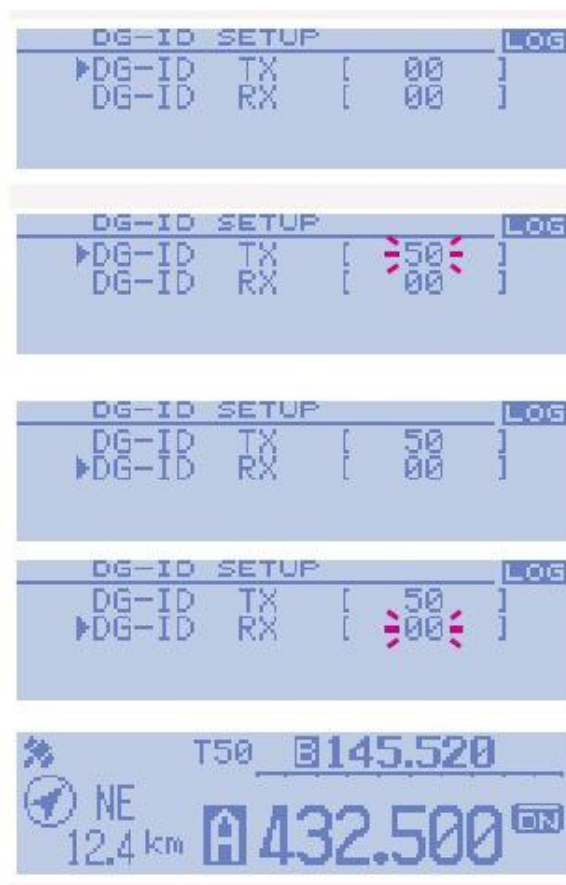 DG-ID SETUP LOG
DG-ID TX [ 00 ]
DG-ID RX [ 00 ]
DG-ID SETUP LOG
DG-ID TX [ 50 ]
DG-ID RX [ 00 ]
DG-ID SETUP LOG
DG-ID TX [ 50 ]
DG-ID RX [ 00 ]
DG-ID SETUP LOG
DG-ID TX [ 50 ]
DG-ID RX [ 00 ]
T50 B 145.520
NE
12.4 km A 432.500 DN